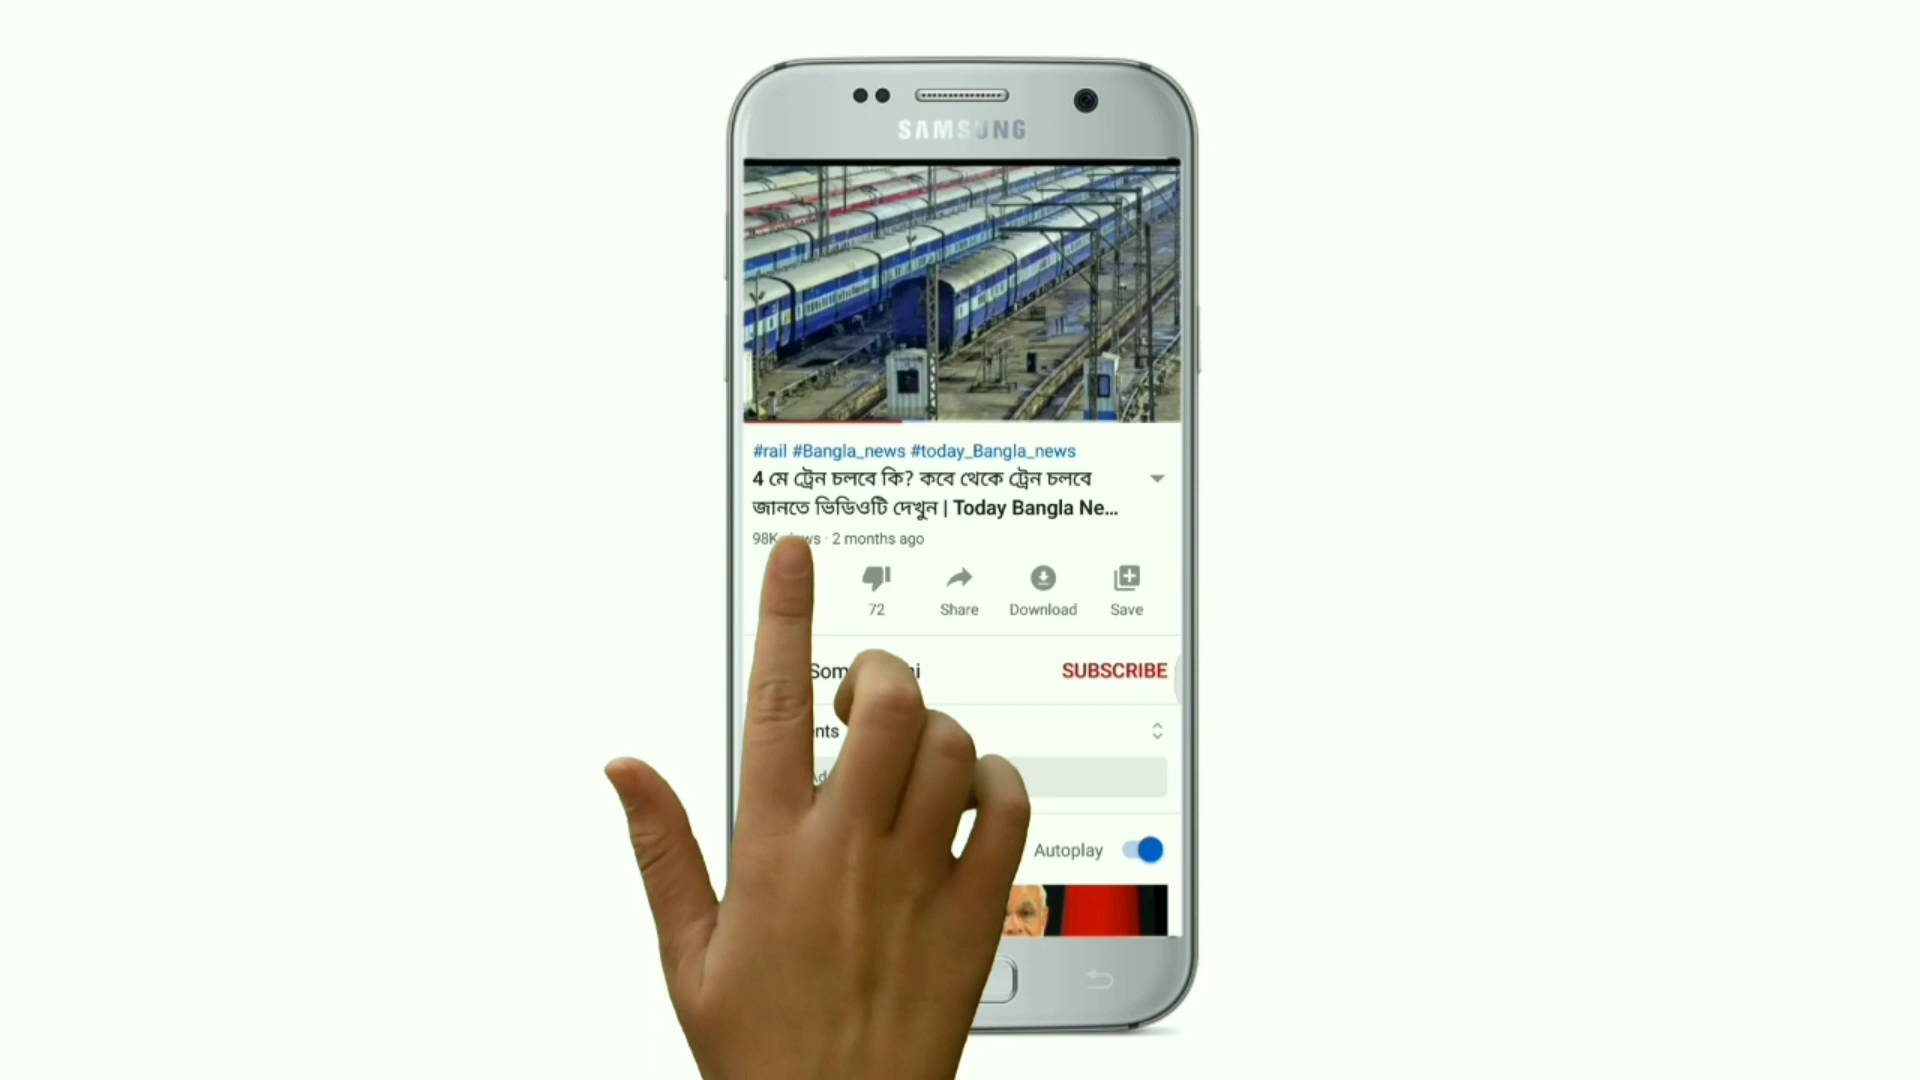 SAMSUNG
#rail #Bangla_news #today_Bangla_news
4 মে ট্রেন চলবে কি? কবে থেকে ট্রেন চলবে
জানতে ভিডিওটি দেখুন | Today Bangla Ne...
98K · 2 months ago
72 Share Download Save
SUBSCRIBE
Autoplay